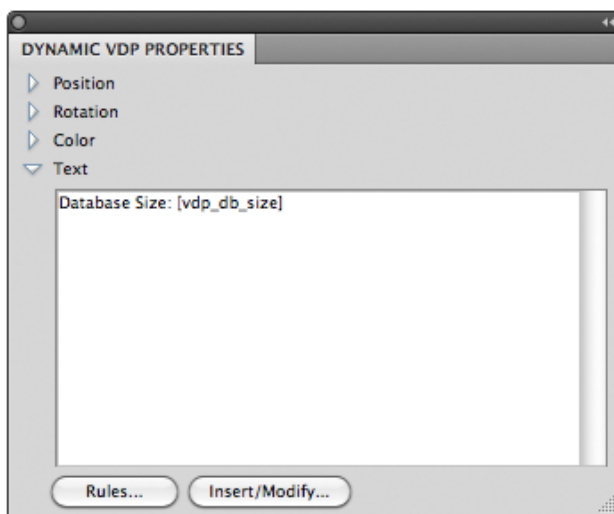 DYNAMIC VDP PROPERTIES
Position
Rotation
Color
Text
Database Size: [vdp_db_size]
Rules... Insert/Modify...